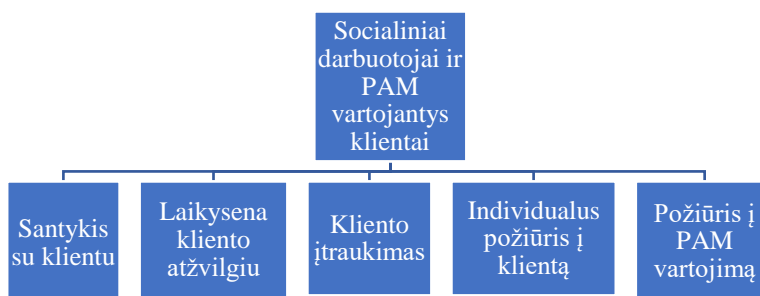 Socialiniai
darbuotojai ir
PAM
vartojantys
klientai
Santykis
su klientu
Laikysena
kliento
atžvilgiu
Kliento
įtraukimas
Individualus
požiūris į
klientą
Požiūris į
PAM
vartojimą